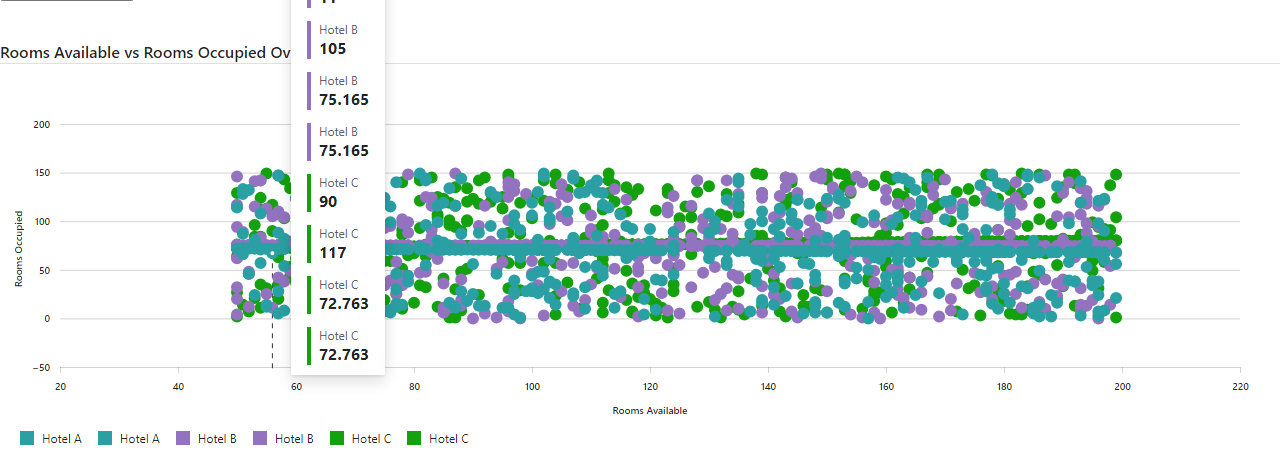 Rooms Available vs Rooms Occupied Ov
Hotel B
105
Hotel B
75.165
Hotel B
75.165
Hotel C
90
Hotel C
117
Hotel C
72.763
Hotel C
72.763
200
150
100
50
0
−50
Rooms Occupied
20 40 60 80 100 120 140 160 180 200 220
Rooms Available
Hotel A Hotel A Hotel B Hotel B Hotel C Hotel C